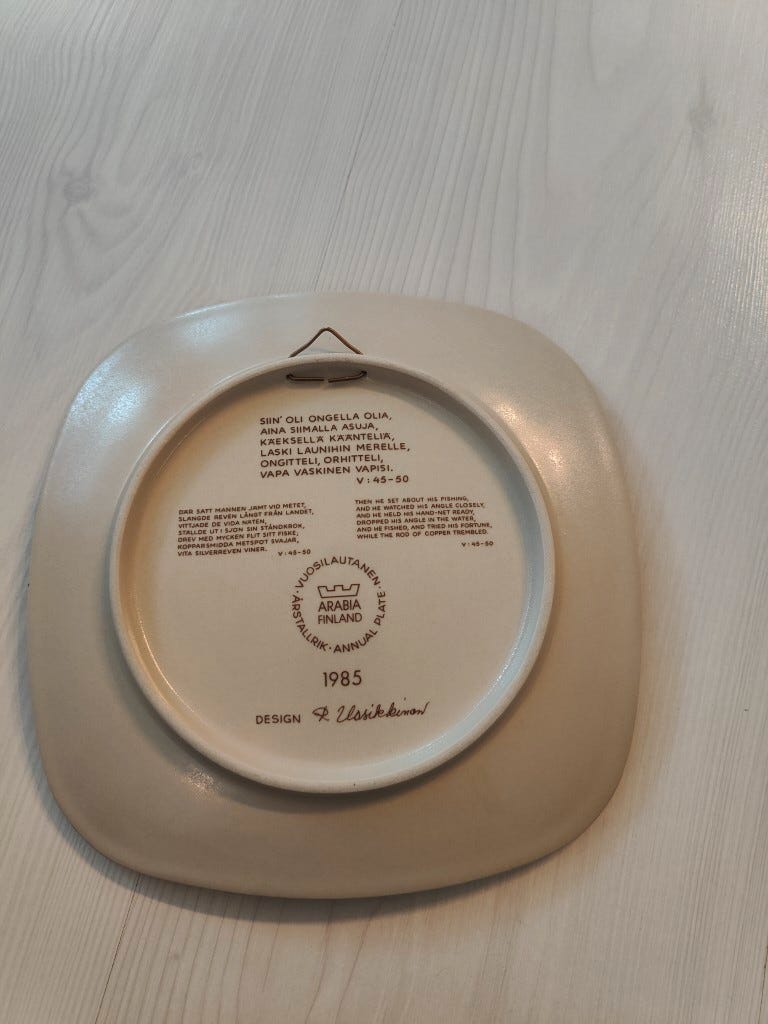 SIIN' OLI ONGELLA OLIA,
AINA SIIMALLA ASUJA,
KÄEKSELLÄ KÄÄNTELIÄ,
LASKI LAUNIHIN MERELLE,
ONGITTELI, ORHITTELI,
VAPA VASKINEN VAPISI.
V : 45-50
DÄR SATT MANNEN JÄMT VID METET,
SLÄNGDE REVEN LÅNGT FRÅN LANDET,
VITTJADE DE VIDA NÄTEN,
STÄLLDE UT I SJÖN SIN STÅNDKROK,
DREV MED MYCKEN FLIT SITT FISKE;
KOPPARSMIDDA METSPÖT SVAJAR,
VITA SILVERREVEN VINER.
V : 45-50
THEN HE SET ABOUT HIS FISHING,
AND HE WATCHED HIS ANGLE CLOSELY,
AND HE HELD HIS HAND-NET READY,
DROPPED HIS ANGLE IN THE WATER,
AND HE FISHED, AND TRIED HIS FORTUNE,
WHILE THE ROD OF COPPER TREMBLED.
V : 45-50
· VUOSILAUTANEN · ANNUAL PLATE · ÅRSTALLRIK
ARABIA
FINLAND
1985
DESIGN R. Uosikkinen